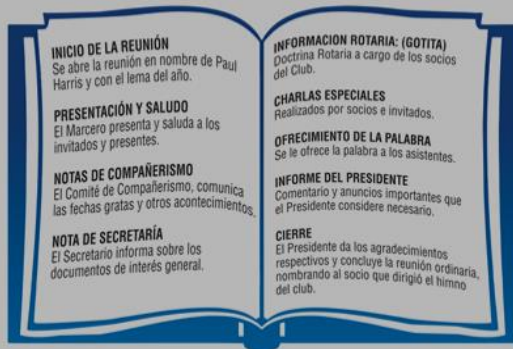 INICIO DE LA REUNIÓN
Se abre la reunión en nombre de Paul
Harris y con el lema del año.
PRESENTACIÓN Y SALUDO
El Marcero presenta y saluda a los
invitados y presentes.
NOTAS DE COMPAÑERISMO
El Comité de Compañerismo, comunica
las fechas gratas y otros acontecimientos.
NOTA DE SECRETARÍA
El Secretario informa sobre los
documentos de interés general.
INFORMACION ROTARIA: (GOTITA)
Doctrina Rotaria a cargo de los socios
del Club.
CHARLAS ESPECIALES
Realizados por socios e invitados.
OFRECIMIENTO DE LA PALABRA
Se le ofrece la palabra a los asistentes.
INFORME DEL PRESIDENTE
Comentario y anuncios importantes que
el Presidente considere necesario.
CIERRE
El Presidente da los agradecimientos
respectivos y concluye la reunión ordinaria,
nombrando al socio que dirigió el himno
del club.